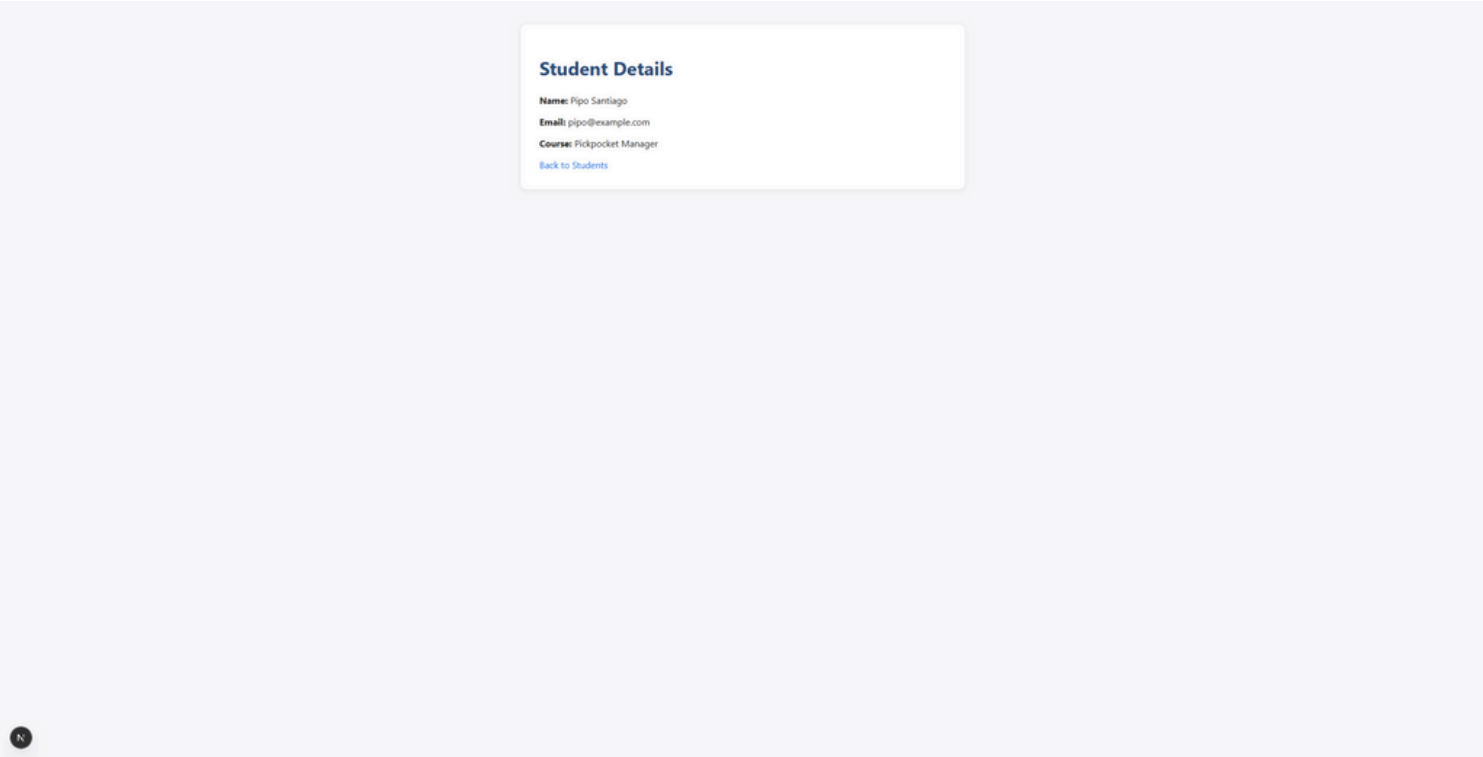 Student Details
Name: Pipo Santiago
Email: pipo@example.com
Course: Pickpocket Manager
Back to Students
N